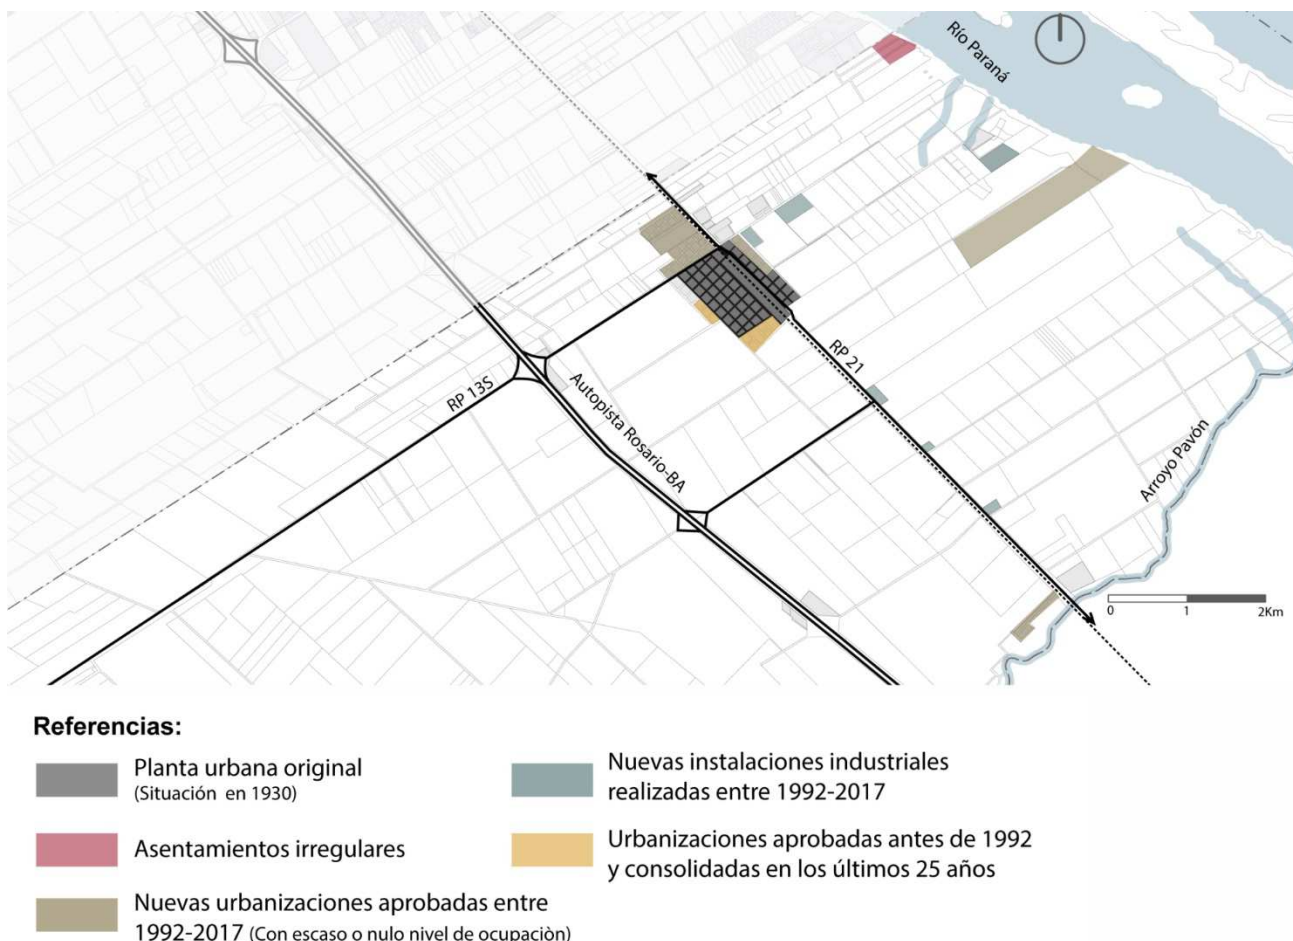 Río Paraná
RP 21
RP 13S
Autopista Rosario-BA
Arroyo Pavón
0 1 2Km
Referencias:
Planta urbana original
(Situación en 1930)
Asentamientos irregulares
Nuevas urbanizaciones aprobadas entre
1992-2017 (Con escaso o nulo nivel de ocupaciòn)
Nuevas instalaciones industriales
realizadas entre 1992-2017
Urbanizaciones aprobadas antes de 1992
y consolidadas en los últimos 25 años